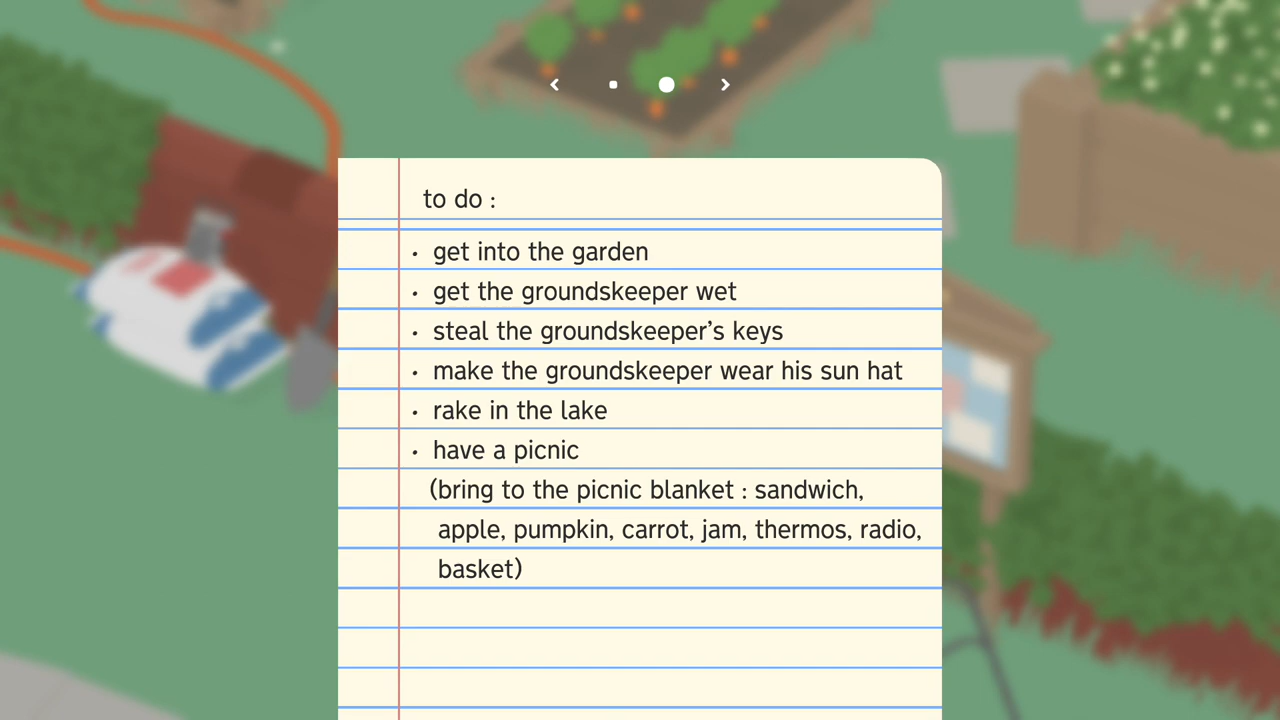 to do :
• get into the garden
• get the groundskeeper wet
• steal the groundskeeper’s keys
• make the groundskeeper wear his sun hat
• rake in the lake
• have a picnic
(bring to the picnic blanket : sandwich,
apple, pumpkin, carrot, jam, thermos, radio,
basket)